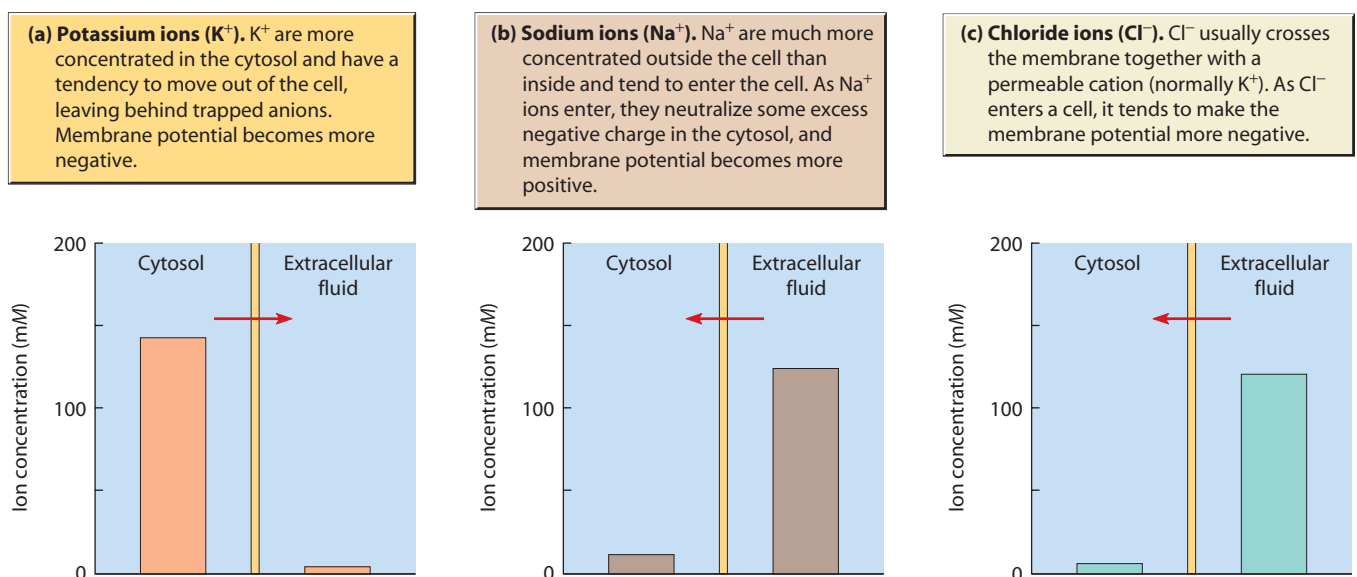 (a) Potassium ions (K⁺). K⁺ are more
concentrated in the cytosol and have a
tendency to move out of the cell,
leaving behind trapped anions.
Membrane potential becomes more
negative.
(b) Sodium ions (Na⁺). Na⁺ are much more
concentrated outside the cell than
inside and tend to enter the cell. As Na⁺
ions enter, they neutralize some excess
negative charge in the cytosol, and
membrane potential becomes more
positive.
(c) Chloride ions (Cl⁻). Cl⁻ usually crosses
the membrane together with a
permeable cation (normally K⁺). As Cl⁻
enters a cell, it tends to make the
membrane potential more negative.
Ion concentration (mM)
200
100
0
Cytosol
Extracellular
fluid
Ion concentration (mM)
200
100
0
Cytosol
Extracellular
fluid
Ion concentration (mM)
200
100
0
Cytosol
Extracellular
fluid